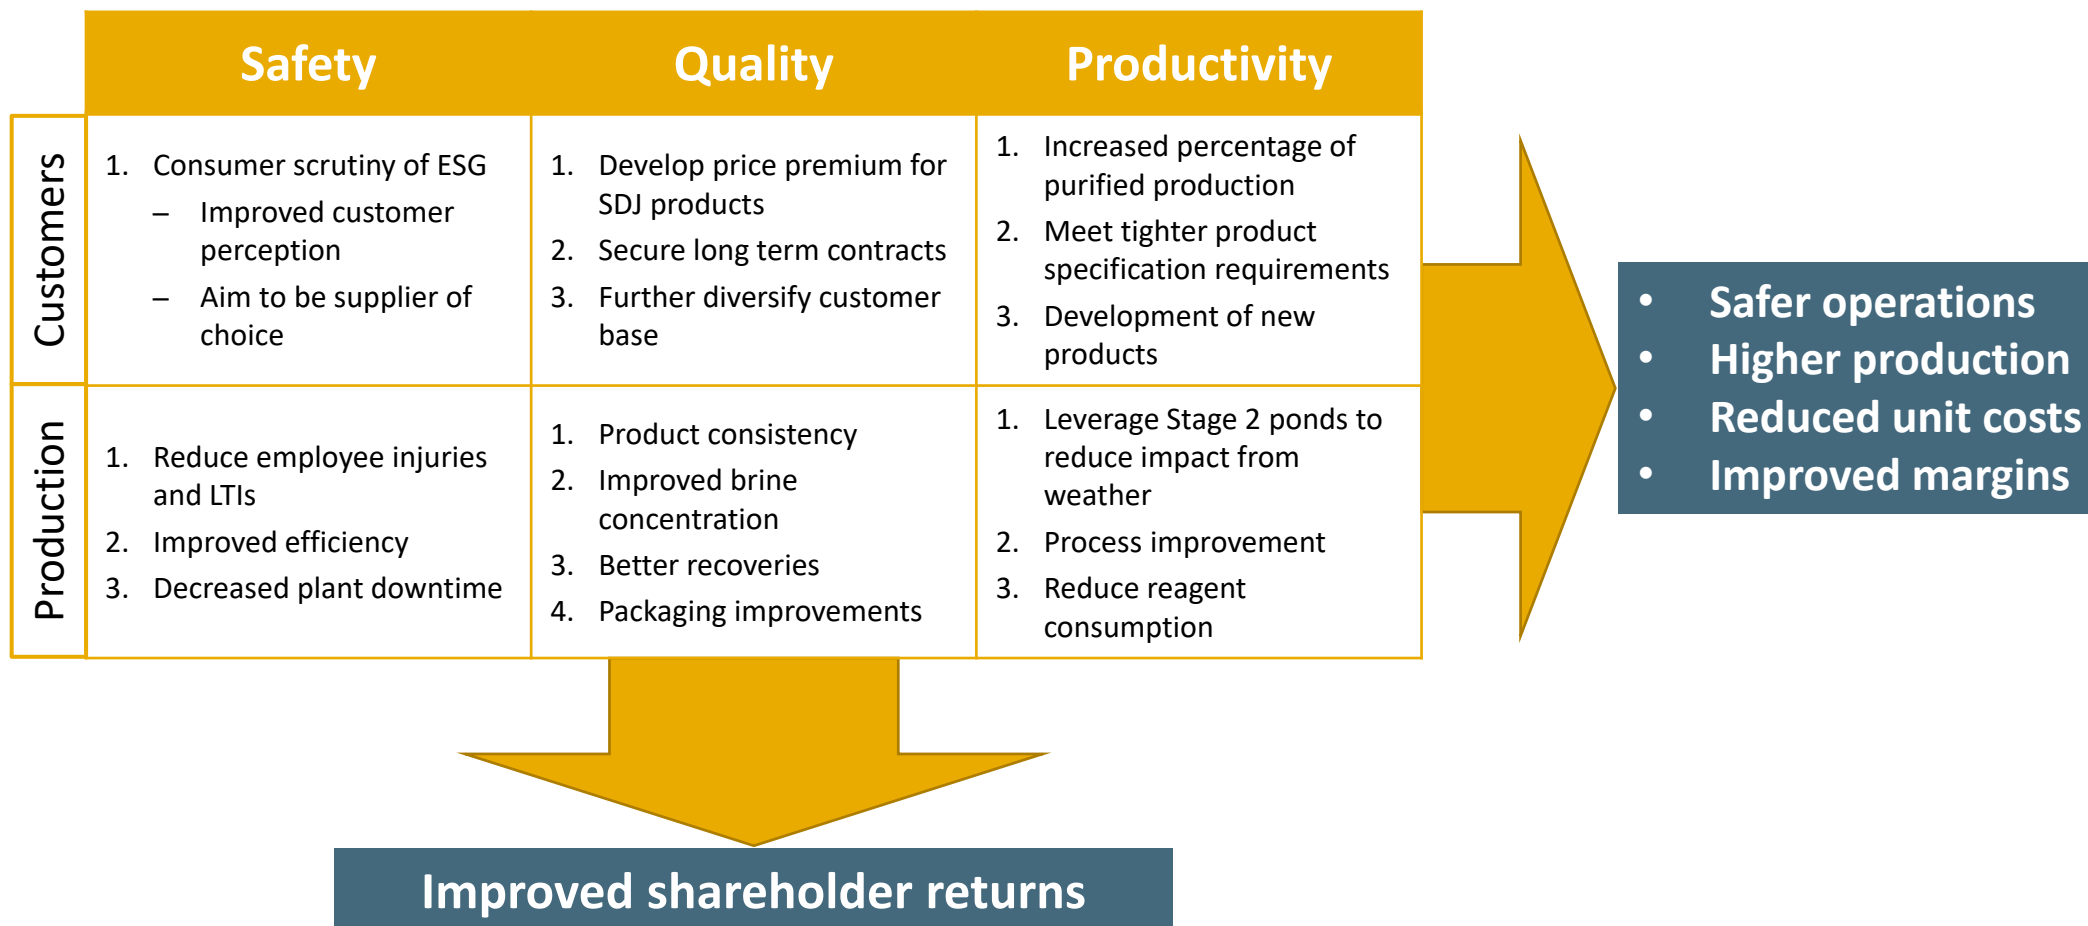 Safety
Quality
Productivity
Customers
1. Consumer scrutiny of ESG
– Improved customer
perception
– Aim to be supplier of
choice
1. Develop price premium for
SDJ products
2. Secure long term contracts
3. Further diversify customer
base
1. Increased percentage of
purified production
2. Meet tighter product
specification requirements
3. Development of new
products
Production
1. Reduce employee injuries
and LTIs
2. Improved efficiency
3. Decreased plant downtime
1. Product consistency
2. Improved brine
concentration
3. Better recoveries
4. Packaging improvements
1. Leverage Stage 2 ponds to
reduce impact from
weather
2. Process improvement
3. Reduce reagent
consumption
• Safer operations
• Higher production
• Reduced unit costs
• Improved margins
Improved shareholder returns